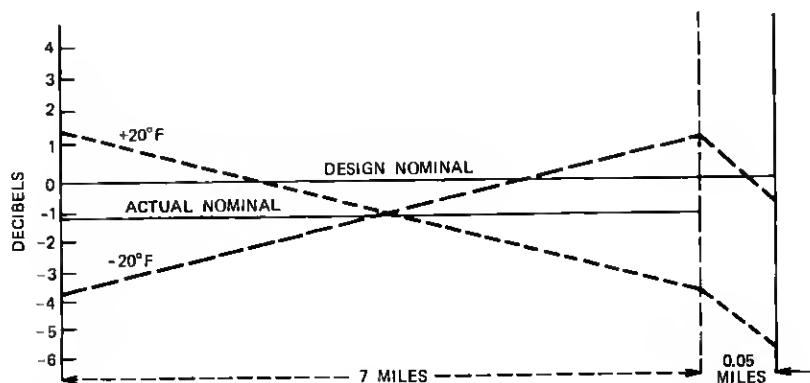 4
3
2
+20°F
1
DESIGN NOMINAL
0
ACTUAL NOMINAL
-1
DECIBELS
-2
-20°F
-3
-4
-5
-6
7 MILES
0.05
MILES